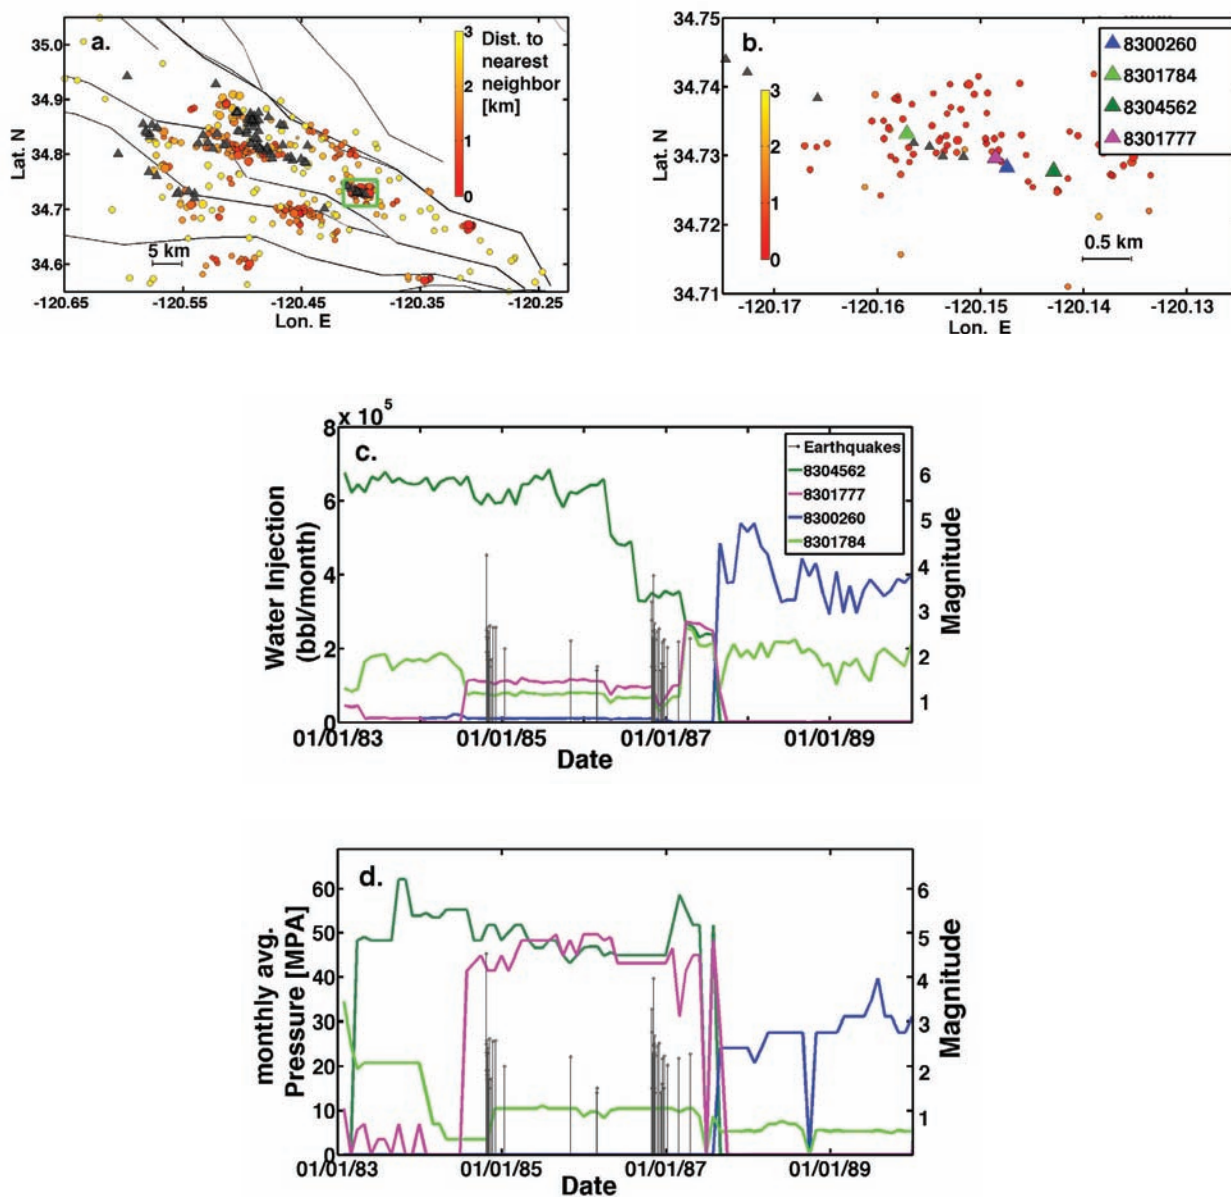 a.
Dist. to
nearest
neighbor
[km]
3
2
1
0
35.0
34.9
34.8
34.7
34.6
Lat. N
5 km
-120.65 -120.55 -120.45 -120.35 -120.25
Lon. E
b.
34.75
34.74
34.73
34.72
34.71
Lat. N
3
2
1
0
8300260
8301784
8304562
8301777
0.5 km
-120.17 -120.16 -120.15 -120.14 -120.13
Lon. E
x 10^5
c.
8
6
4
2
0
Water Injection
(bbl/month)
Earthquakes
8304562
8301777
8300260
8301784
6
5
4
3
2
1
Magnitude
01/01/83 01/01/85 01/01/87 01/01/89
Date
d.
60
50
40
30
20
10
0
monthly avg.
Pressure [MPA]
6
5
4
3
2
1
Magnitude
01/01/83 01/01/85 01/01/87 01/01/89
Date